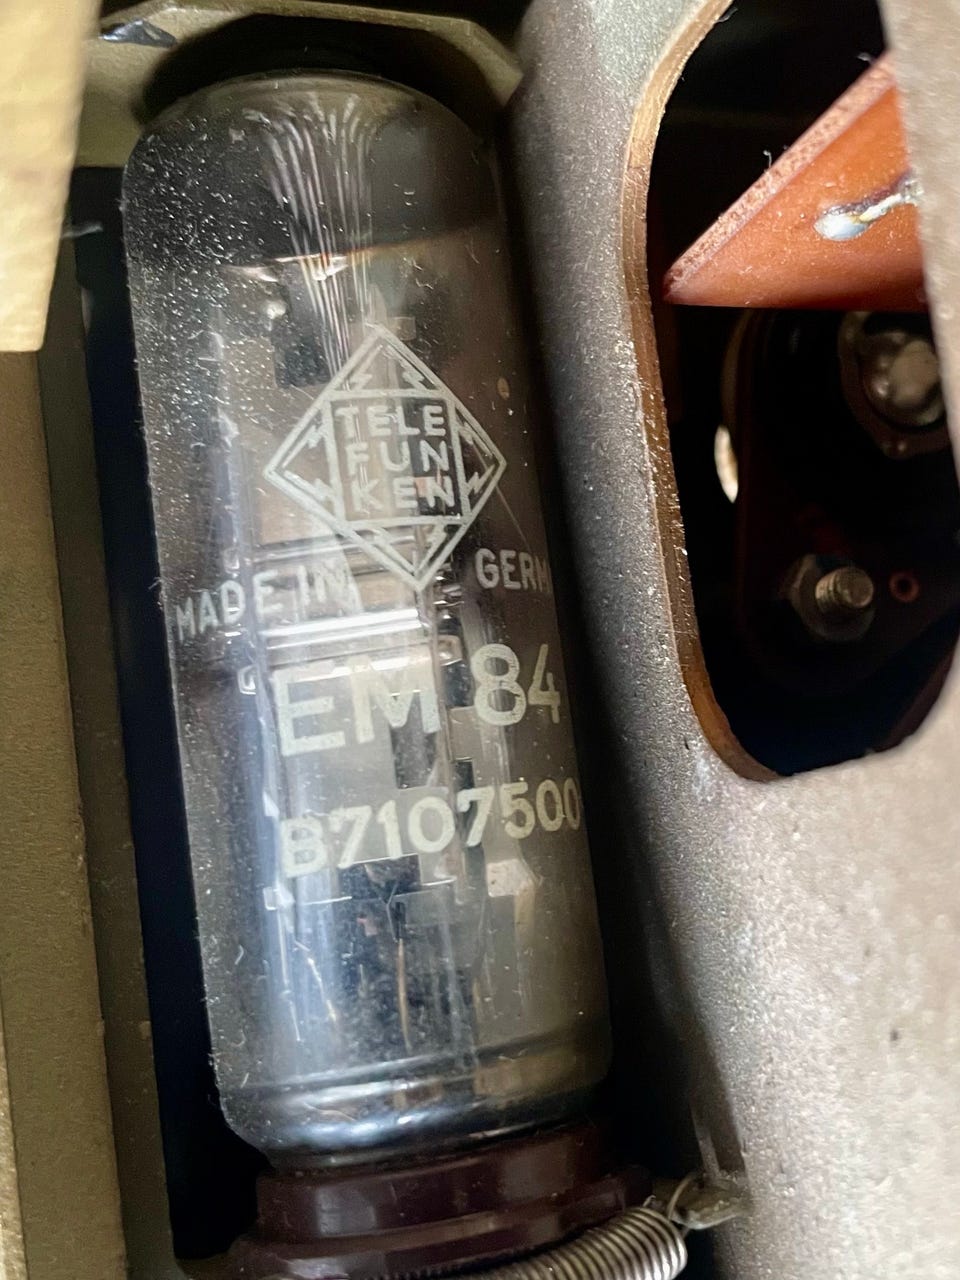 TELE
FUN
KEN
MADE IN GERM
EM 84
B7107500